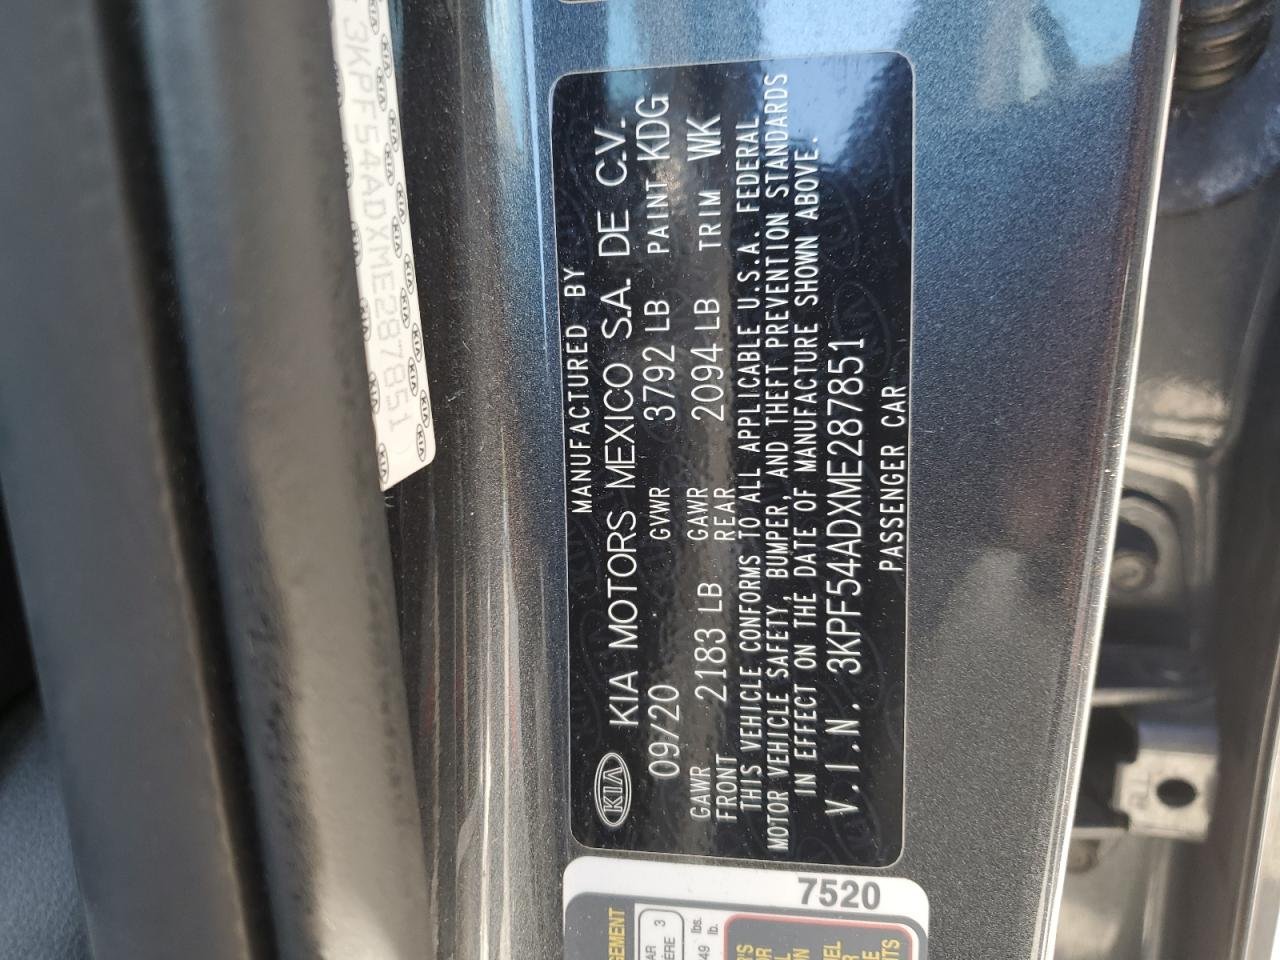 3KPF54ADXME287851
MANUFACTURED BY
KIA KIA MOTORS MEXICO S.A. DE C.V.
09/20 GVWR 3792 LB PAINT KDG
GAWR FRONT 2183 LB GAWR REAR 2094 LB TRIM WK
THIS VEHICLE CONFORMS TO ALL APPLICABLE U.S.A. FEDERAL
MOTOR VEHICLE SAFETY, BUMPER, AND THEFT PREVENTION STANDARDS
IN EFFECT ON THE DATE OF MANUFACTURE SHOWN ABOVE.
V.I.N. 3KPF54ADXME287851
PASSENGER CAR
7520